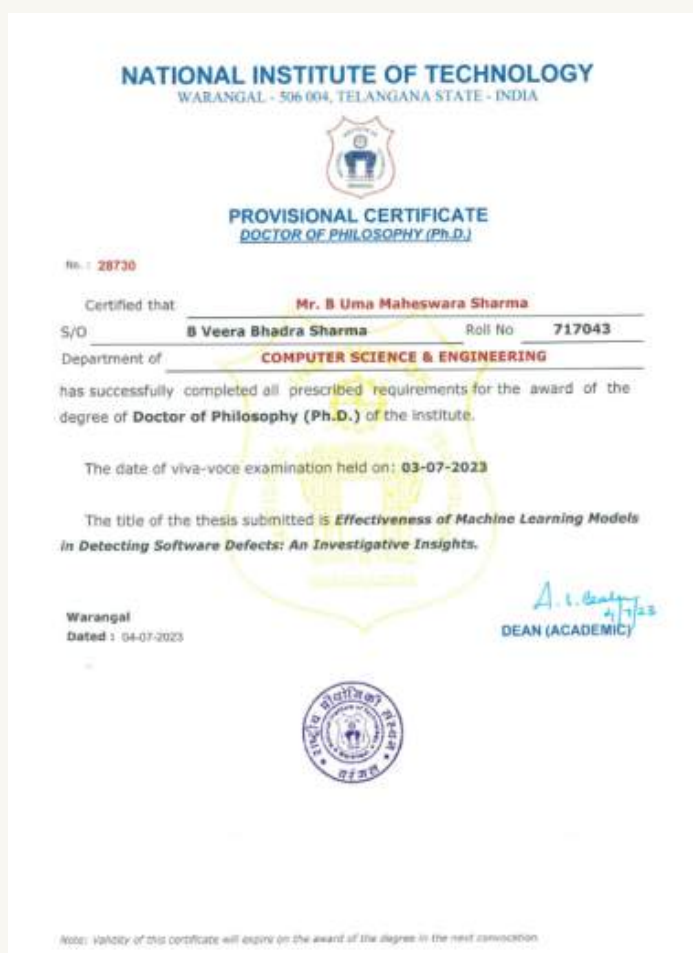 NATIONAL INSTITUTE OF TECHNOLOGY
WARANGAL - 506 004, TELANGANA STATE - INDIA
PROVISIONAL CERTIFICATE
DOCTOR OF PHILOSOPHY (Ph.D.)
No. : 28730
Certified that Mr. B Uma Maheswara Sharma
S/O B Veera Bhadra Sharma Roll No 717043
Department of COMPUTER SCIENCE & ENGINEERING
has successfully completed all prescribed requirements for the award of the
degree of Doctor of Philosophy (Ph.D.) of the institute.
The date of viva-voce examination held on: 03-07-2023
The title of the thesis submitted is Effectiveness of Machine Learning Models
in Detecting Software Defects: An Investigative Insights.
4/7/23
Warangal
Dated : 04-07-2023
DEAN (ACADEMIC)
राष्ट्रीय प्रौद्योगिकी संस्थान
वरंगल
Note: Validity of this certificate will expire on the award of the degree in the next convocation.